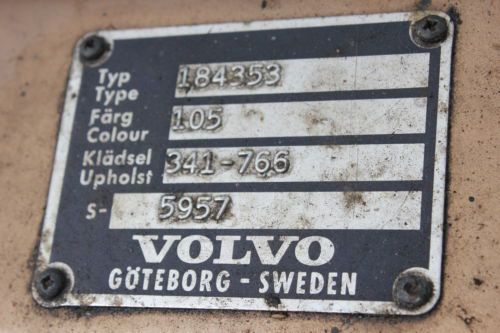 Typ 184353
Type
Färg 105
Colour
Klädsel 341-766
Upholst
S- 5957
VOLVO
GÖTEBORG - SWEDEN